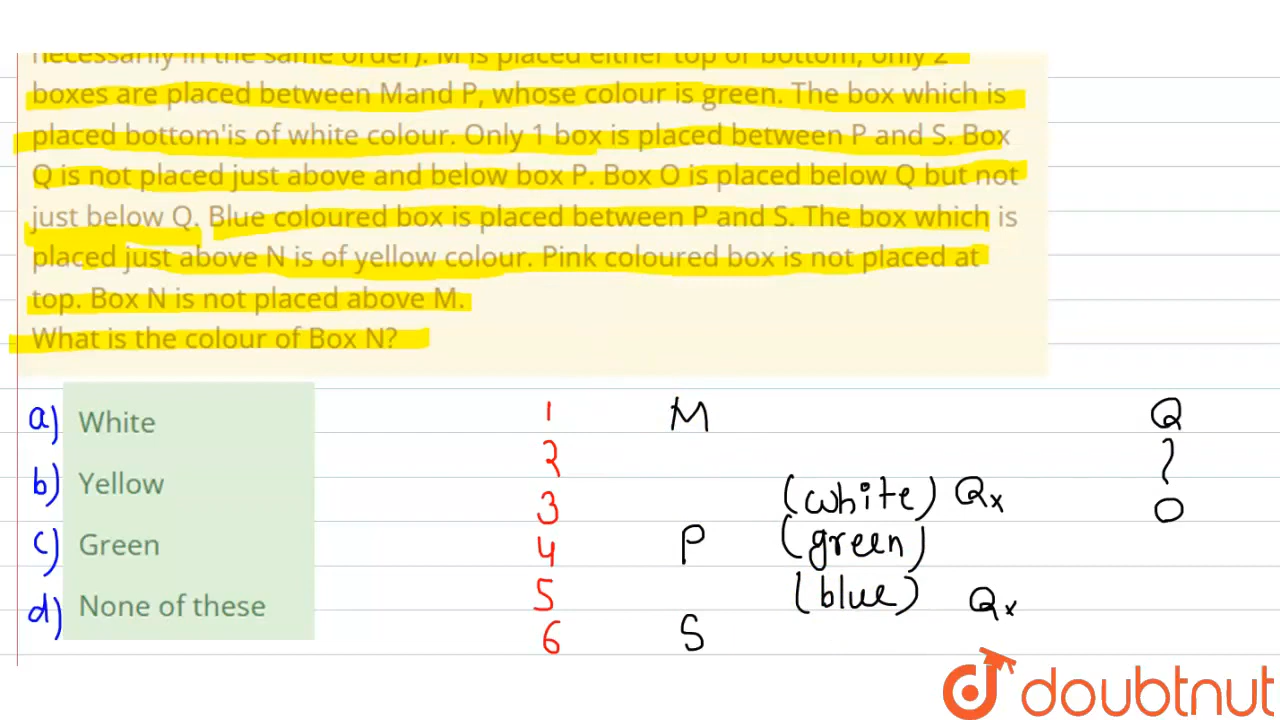 necessarily in the same order). M is placed either top or bottom, only 2
boxes are placed between Mand P, whose colour is green. The box which is
placed bottom'is of white colour. Only 1 box is placed between P and S. Box
Q is not placed just above and below box P. Box O is placed below Q but not
just below Q. Blue coloured box is placed between P and S. The box which is
placed just above N is of yellow colour. Pink coloured box is not placed at
top. Box N is not placed above M.
What is the colour of Box N?
a) White
b) Yellow
c) Green
d) None of these
1 M Q
2 ?
3 (white) Qx O
4 P (green)
5 (blue) Qx
6 S
doubtnut